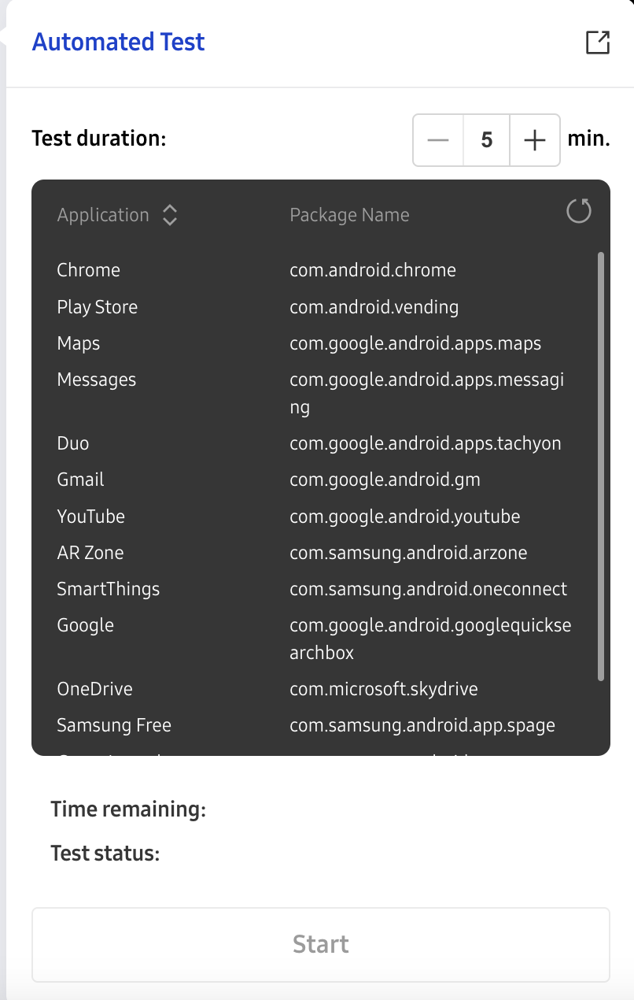 Automated Test
Test duration: 5 min.
Application Package Name
Chrome com.android.chrome
Play Store com.android.vending
Maps com.google.android.apps.maps
Messages com.google.android.apps.messagi
ng
Duo com.google.android.apps.tachyon
Gmail com.google.android.gm
YouTube com.google.android.youtube
AR Zone com.samsung.android.arzone
SmartThings com.samsung.android.oneconnect
Google com.google.android.googlequickse
archbox
OneDrive com.microsoft.skydrive
Samsung Free com.samsung.android.app.spage
Time remaining:
Test status:
Start